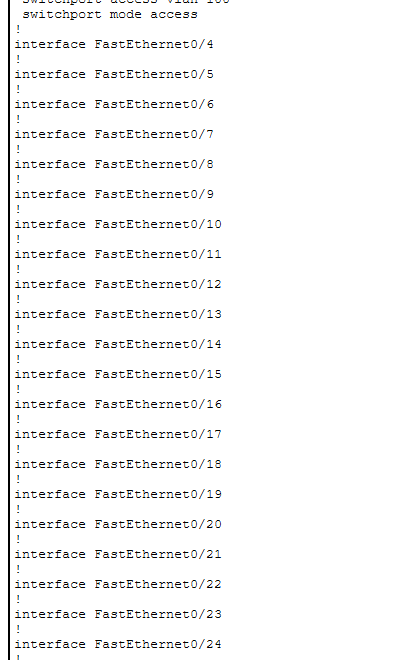 switchport access vlan 100
switchport mode access
!
interface FastEthernet0/4
!
interface FastEthernet0/5
!
interface FastEthernet0/6
!
interface FastEthernet0/7
!
interface FastEthernet0/8
!
interface FastEthernet0/9
!
interface FastEthernet0/10
!
interface FastEthernet0/11
!
interface FastEthernet0/12
!
interface FastEthernet0/13
!
interface FastEthernet0/14
!
interface FastEthernet0/15
!
interface FastEthernet0/16
!
interface FastEthernet0/17
!
interface FastEthernet0/18
!
interface FastEthernet0/19
!
interface FastEthernet0/20
!
interface FastEthernet0/21
!
interface FastEthernet0/22
!
interface FastEthernet0/23
!
interface FastEthernet0/24
!